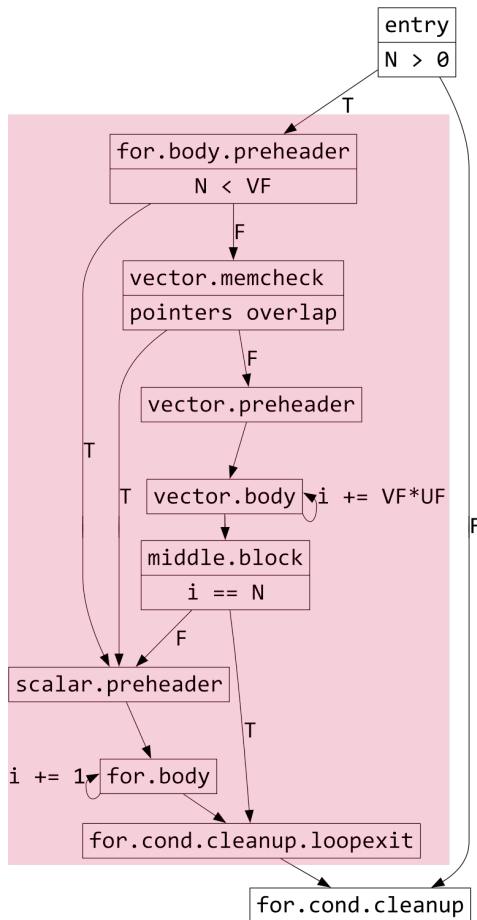 entry
N > 0
T
for.body.preheader
N < VF
F
vector.memcheck
pointers overlap
F
vector.preheader
T
T
vector.body
i += VF*UF
F
middle.block
i == N
F
scalar.preheader
T
i += 1
for.body
for.cond.cleanup.loopexit
for.cond.cleanup